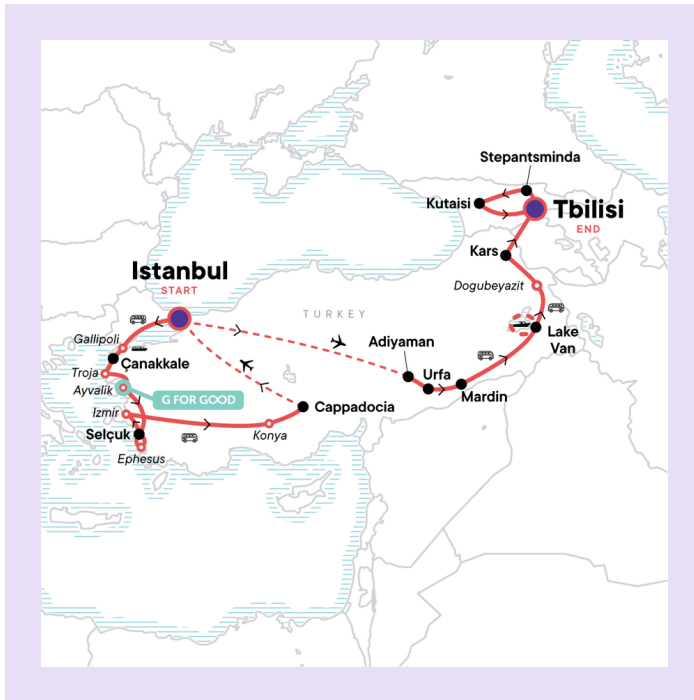 Stepantsminda
Kutaisi
Tbilisi
END
Kars
Istanbul
START
Dogubeyazit
TURKEY
Gallipoli
Lake
Van
Adiyaman
Çanakkale
Troja
Urfa
Ayvalik
Mardin
G FOR GOOD
Izmir
Cappadocia
Selçuk
Konya
Ephesus